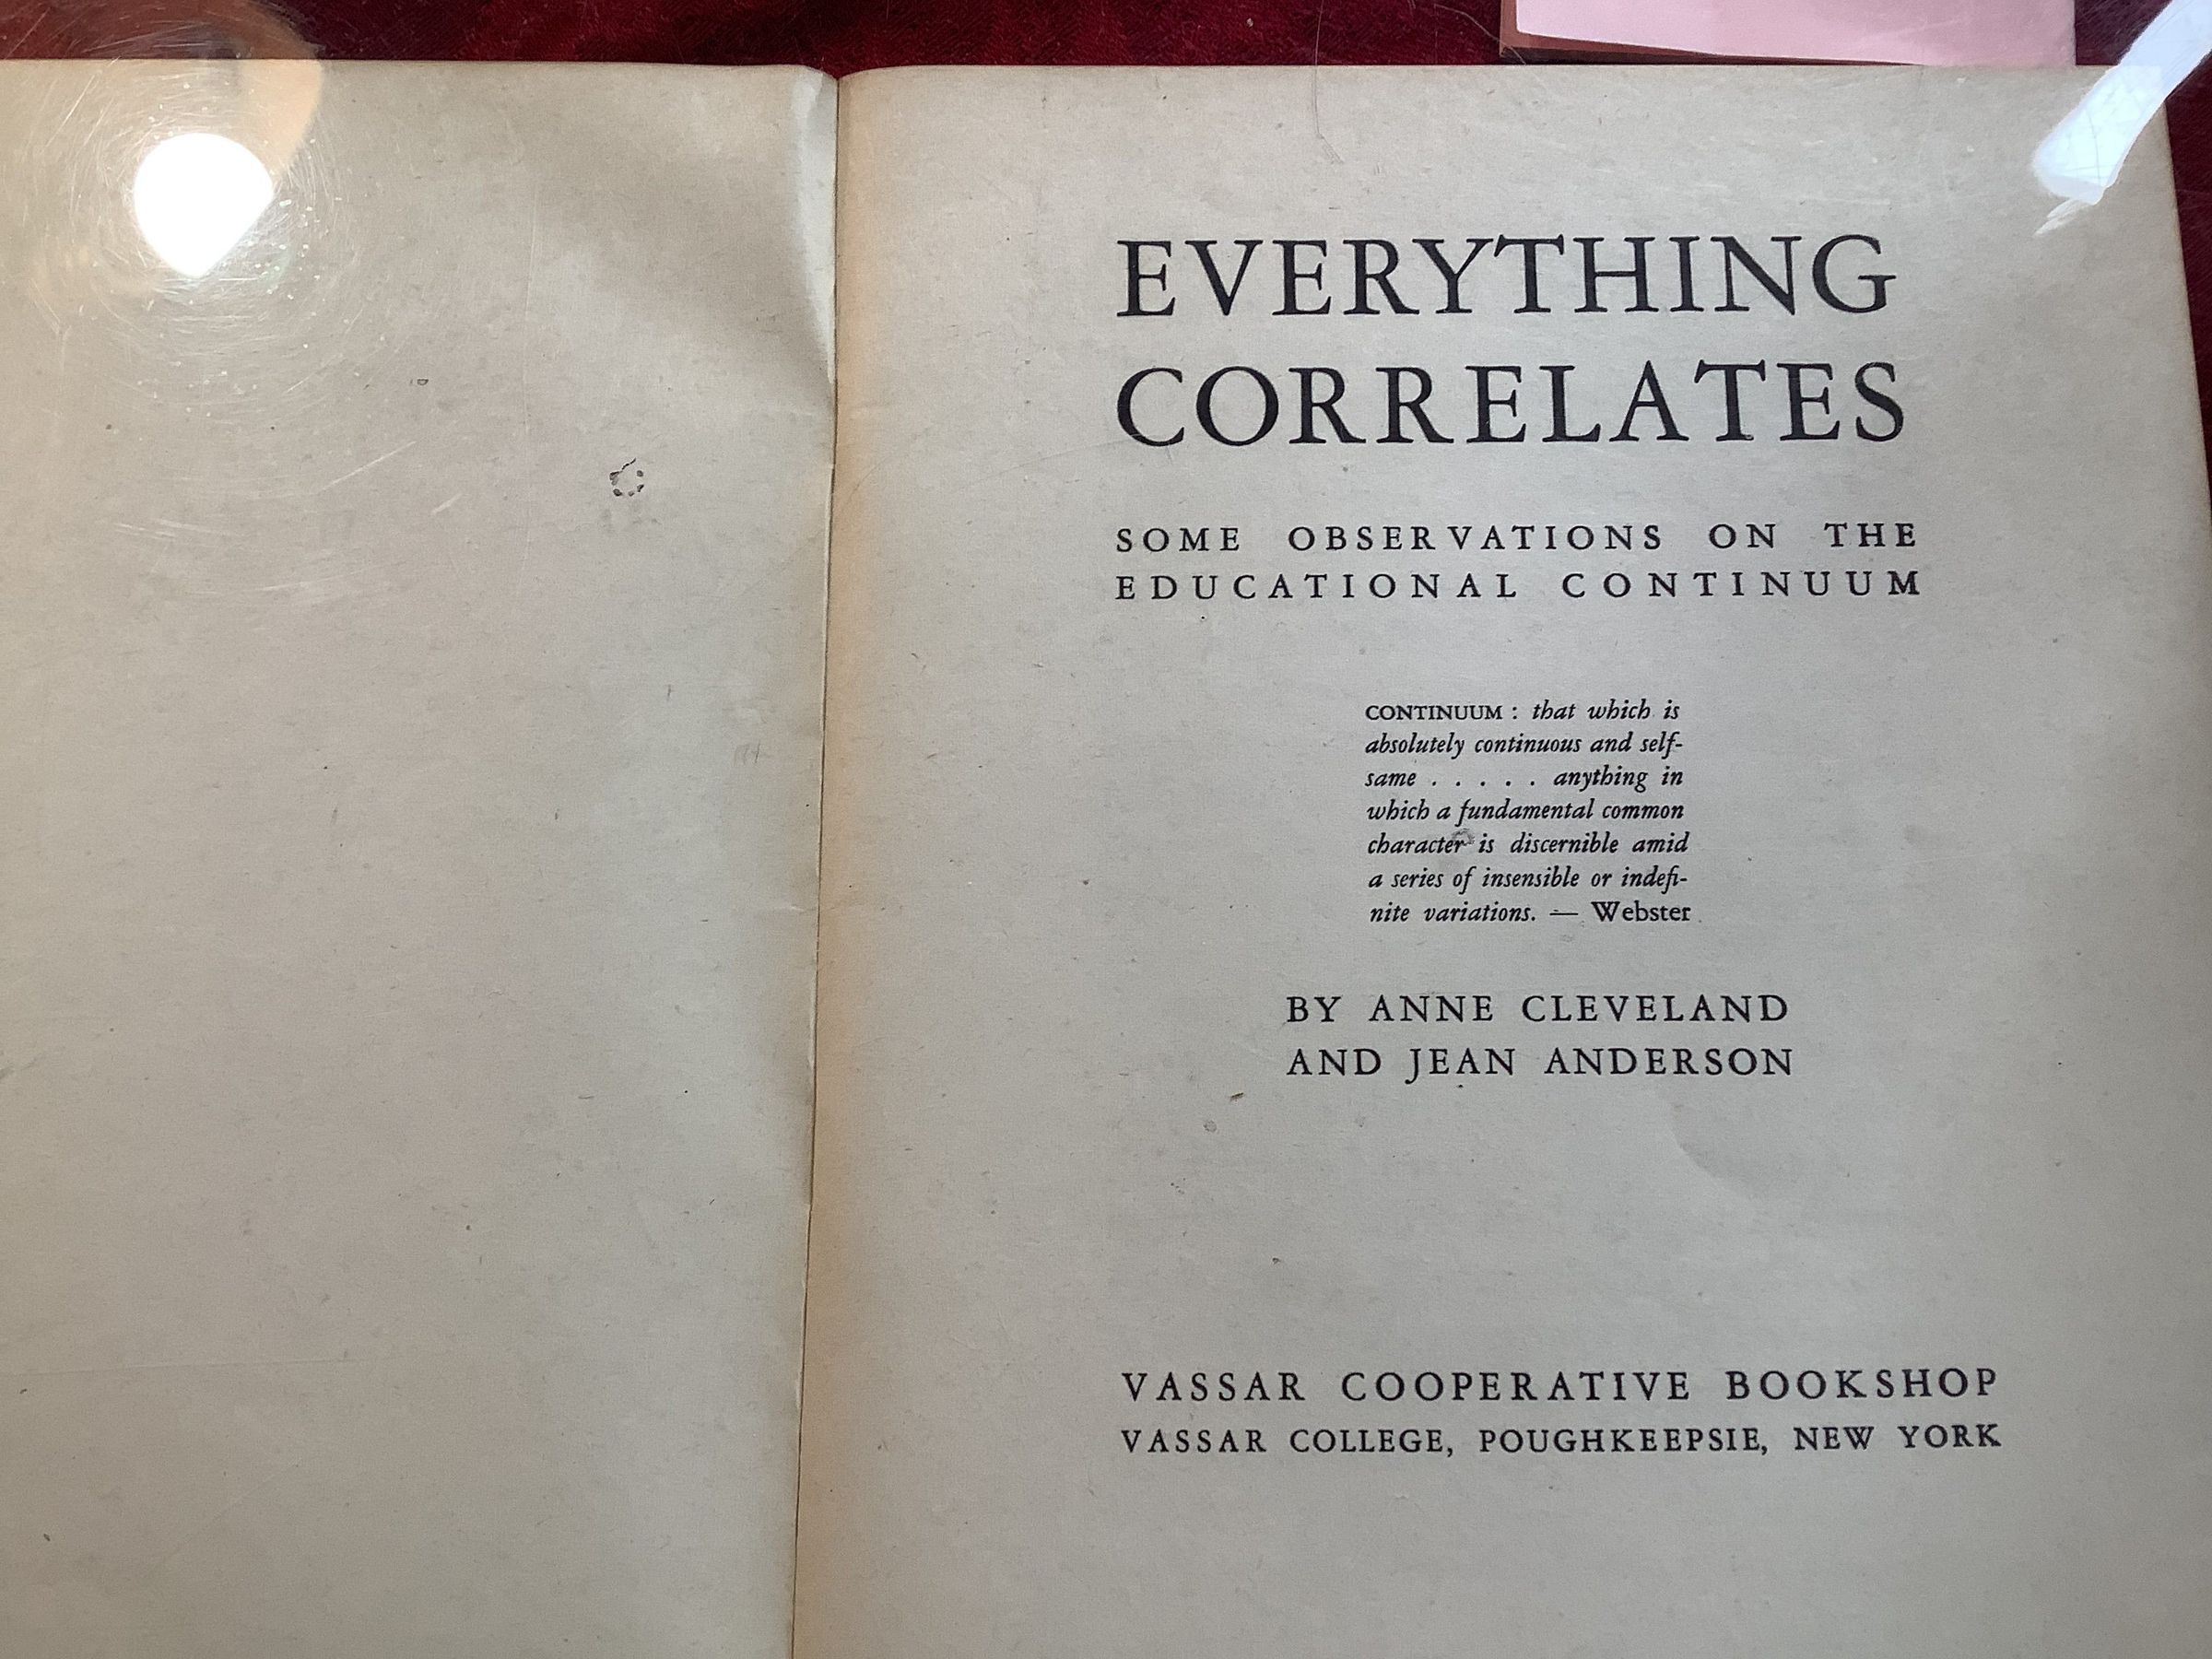 EVERYTHING
CORRELATES
SOME OBSERVATIONS ON THE
EDUCATIONAL CONTINUUM
CONTINUUM : that which is
absolutely continuous and self-
same . . . . . anything in
which a fundamental common
character is discernible amid
a series of insensible or indefi-
nite variations. — Webster
BY ANNE CLEVELAND
AND JEAN ANDERSON
VASSAR COOPERATIVE BOOKSHOP
VASSAR COLLEGE, POUGHKEEPSIE, NEW YORK